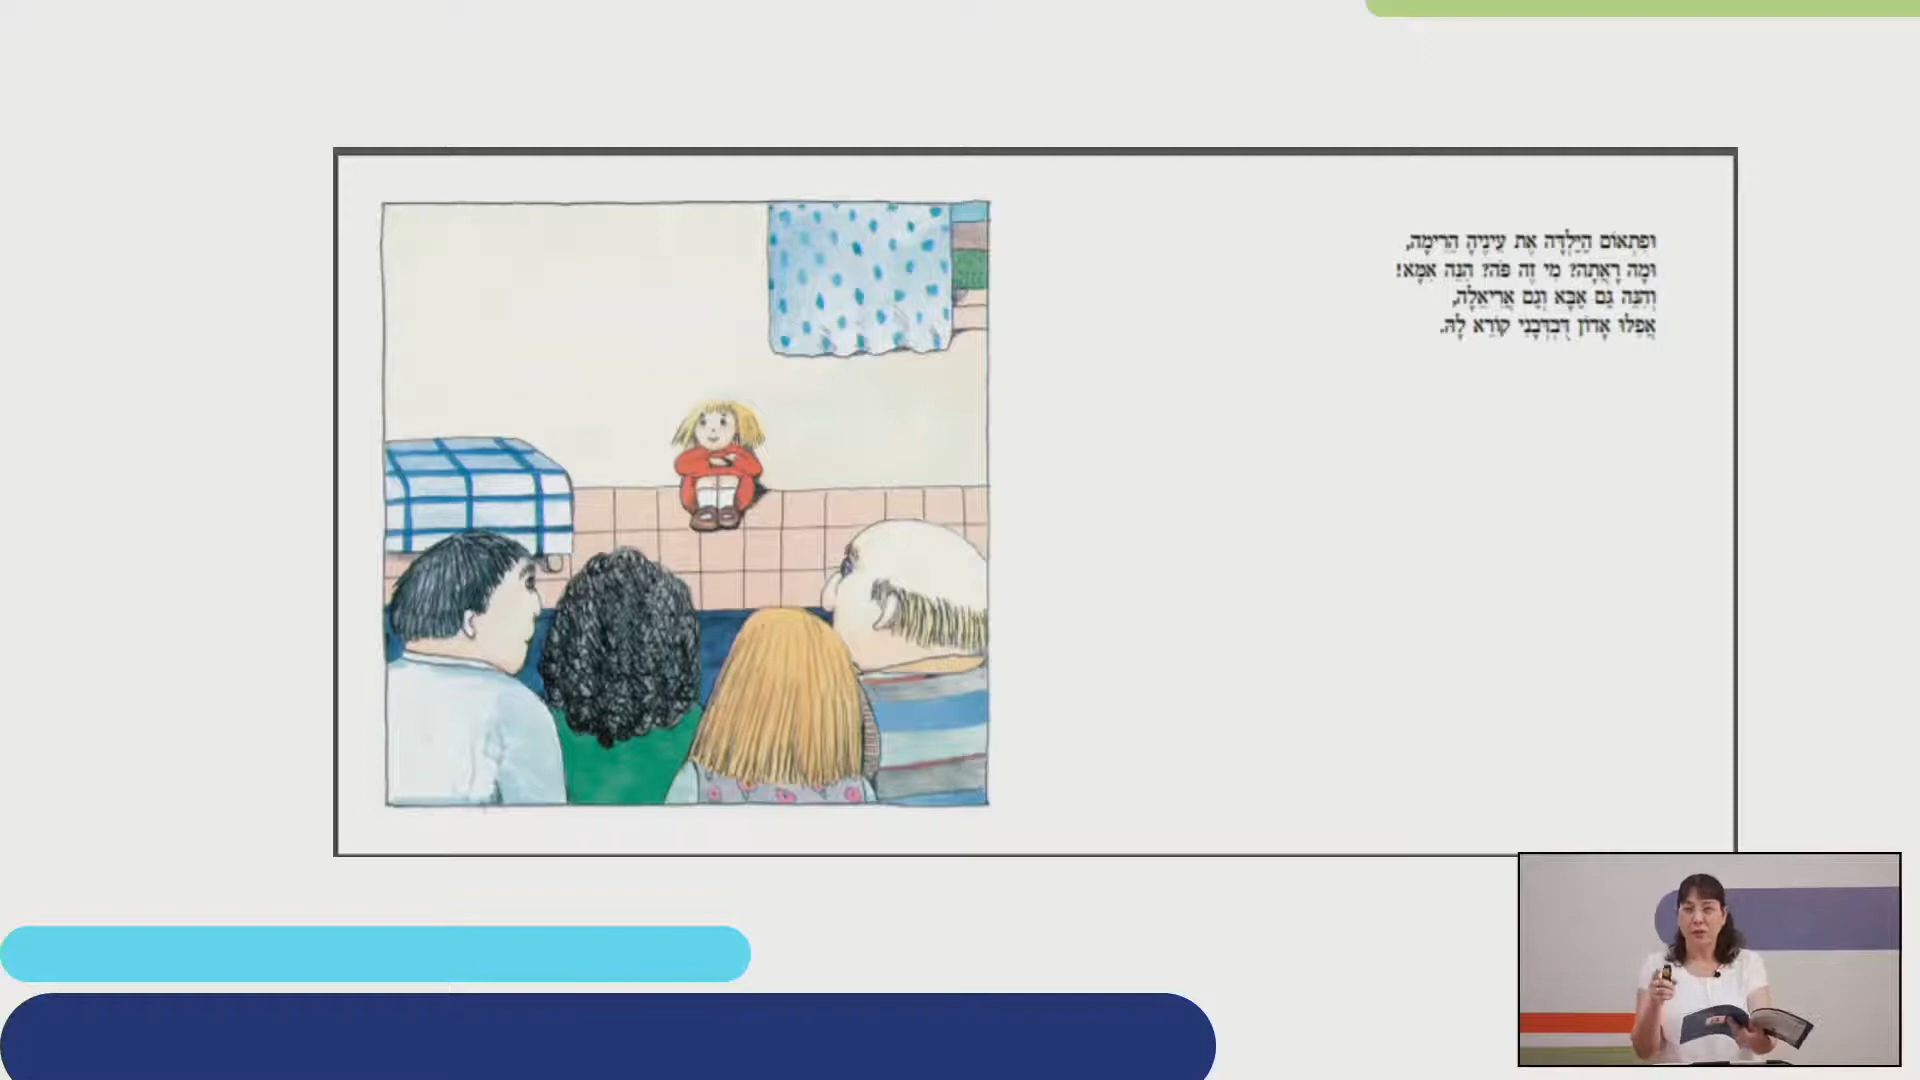 וּפִתְאוֹם הַיַּלְדָּה אֶת עֵינֶיהָ הֵרִימָה,
וּמָה רָאֲתָה? מִי זֶה פֹּה? הִנֵּה אִמָּא!
וְהִנֵּה גַּם אַבָּא וְגַם אֲרִיאֵלָה,
אֲפִלּוּ אָדוֹן דֻּבְדְּבָנִי קוֹרֵא לָהּ.